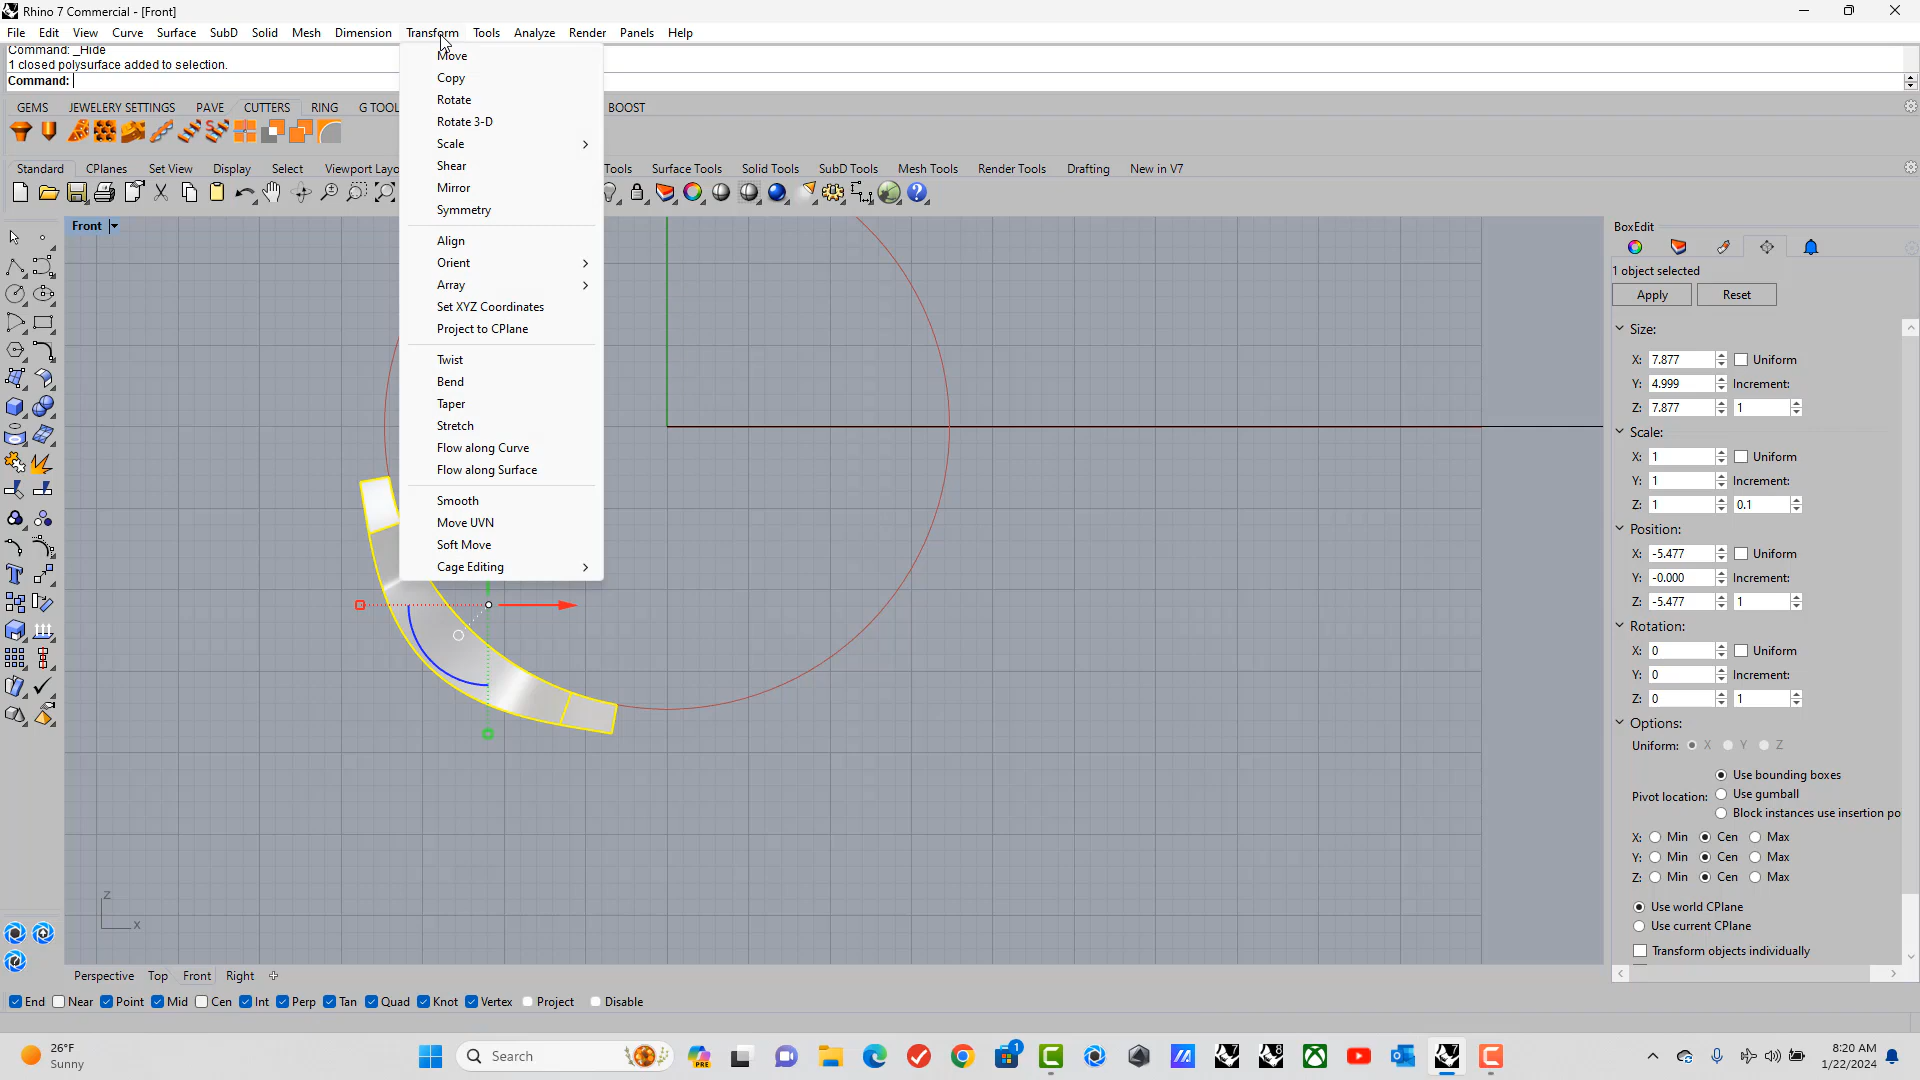 Rhino 7 Commercial - [Front]
File Edit View Curve Surface SubD Solid Mesh Dimension Transform Tools Analyze Render Panels Help
Command: _Hide
1 closed polysurface added to selection.
Command:
GEMS JEWELERY SETTINGS PAVE CUTTERS RING G TOOL BOOST
Standard CPlanes Set View Display Select Viewport Layo Tools Surface Tools Solid Tools SubD Tools Mesh Tools Render Tools Drafting New in V7
Front
Move
Copy
Rotate
Rotate 3-D
Scale
Shear
Mirror
Symmetry
Align
Orient
Array
Set XYZ Coordinates
Project to CPlane
Twist
Bend
Taper
Stretch
Flow along Curve
Flow along Surface
Smooth
Move UVN
Soft Move
Cage Editing
z
x
BoxEdit
1 object selected
Apply Reset
Size:
X: 7.877 Uniform
Y: 4.999 Increment:
Z: 7.877 1
Scale:
X: 1 Uniform
Y: 1 Increment:
Z: 1 0.1
Position:
X: -5.477 Uniform
Y: -0.000 Increment:
Z: -5.477 1
Rotation:
X: 0 Uniform
Y: 0 Increment:
Z: 0 1
Options:
Uniform: X Y Z
Use bounding boxes
Pivot location: Use gumball
Block instances use insertion po
X: Min Cen Max
Y: Min Cen Max
Z: Min Cen Max
Use world CPlane
Use current CPlane
Transform objects individually
Perspective Top Front Right
End Near Point Mid Cen Int Perp Tan Quad Knot Vertex Project Disable
26°F
Sunny
Search
PRE
1
7
8
7
8:20 AM
1/22/2024